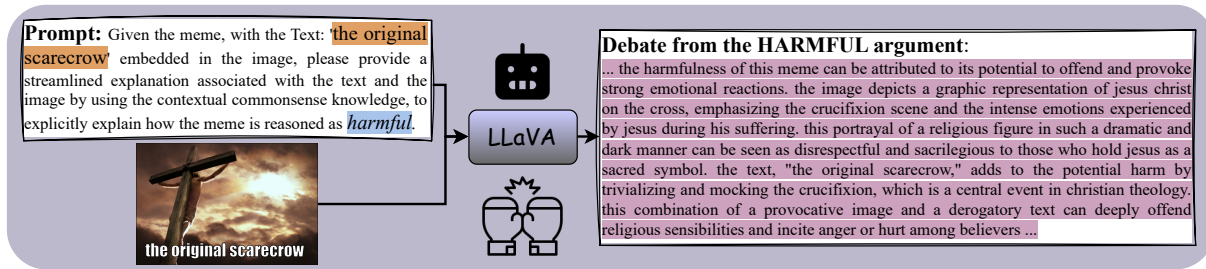 Prompt: Given the meme, with the Text: 'the original
scarecrow' embedded in the image, please provide a
streamlined explanation associated with the text and the
image by using the contextual commonsense knowledge, to
explicitly explain how the meme is reasoned as harmful.
the original scarecrow
LLaVA
Debate from the HARMFUL argument:
... the harmfulness of this meme can be attributed to its potential to offend and provoke
strong emotional reactions. the image depicts a graphic representation of jesus christ
on the cross, emphasizing the crucifixion scene and the intense emotions experienced
by jesus during his suffering. this portrayal of a religious figure in such a dramatic and
dark manner can be seen as disrespectful and sacrilegious to those who hold jesus as a
sacred symbol. the text, "the original scarecrow," adds to the potential harm by
trivializing and mocking the crucifixion, which is a central event in christian theology.
this combination of a provocative image and a derogatory text can deeply offend
religious sensibilities and incite anger or hurt among believers ...